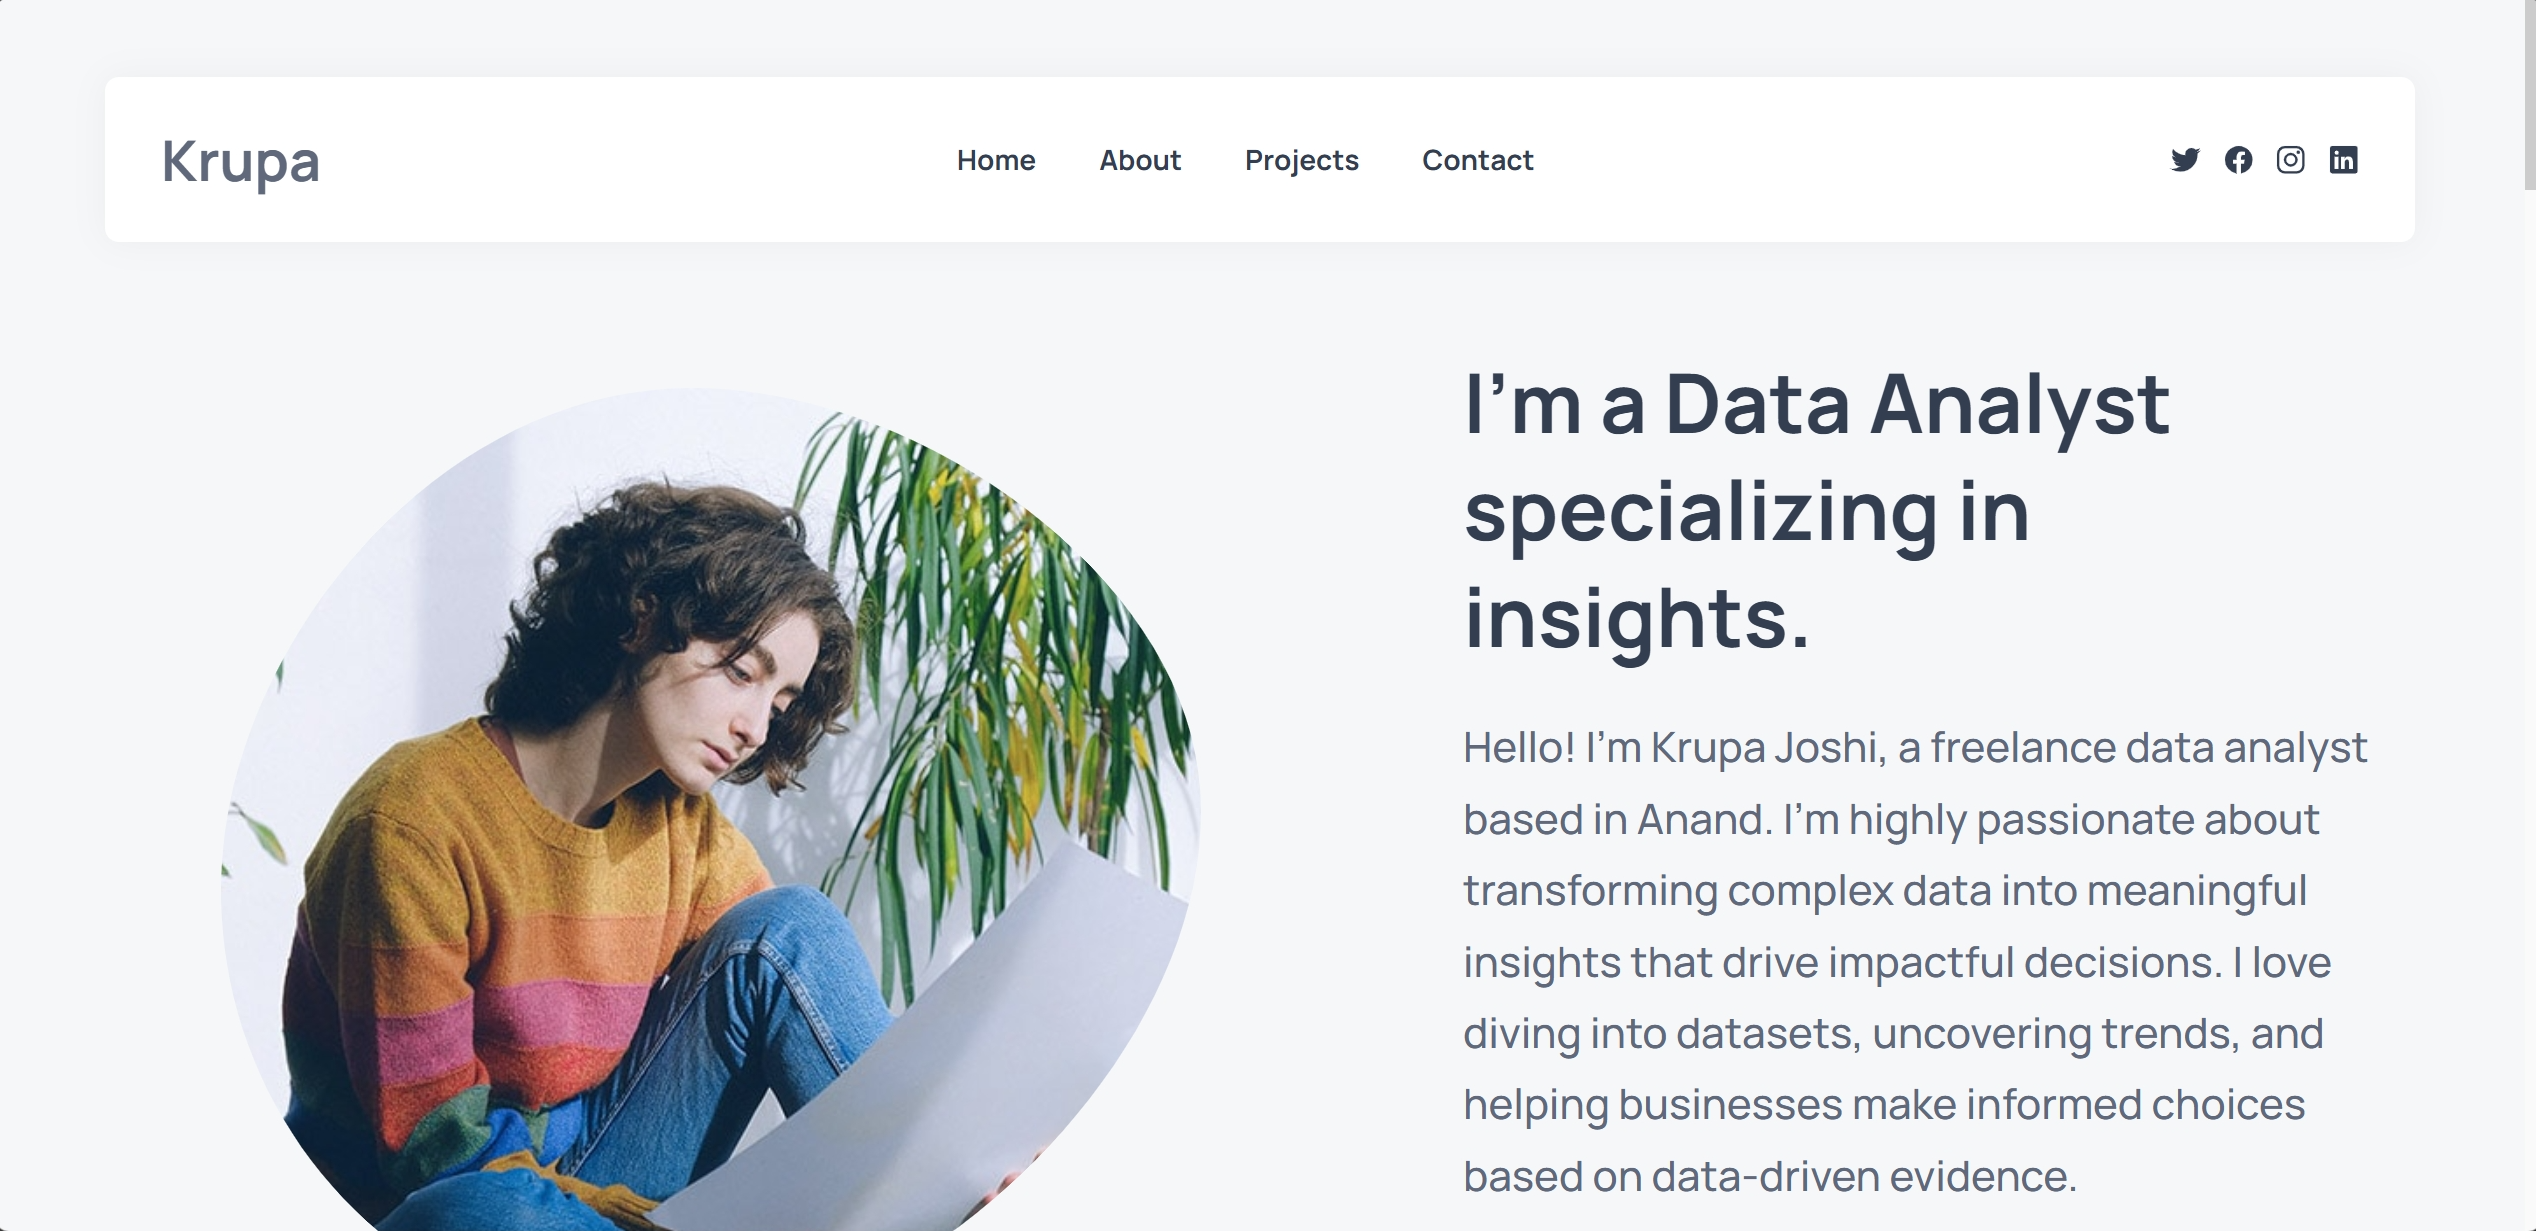 Krupa
Home About Projects Contact
I’m a Data Analyst
specializing in
insights.
Hello! I’m Krupa Joshi, a freelance data analyst
based in Anand. I’m highly passionate about
transforming complex data into meaningful
insights that drive impactful decisions. I love
diving into datasets, uncovering trends, and
helping businesses make informed choices
based on data-driven evidence.